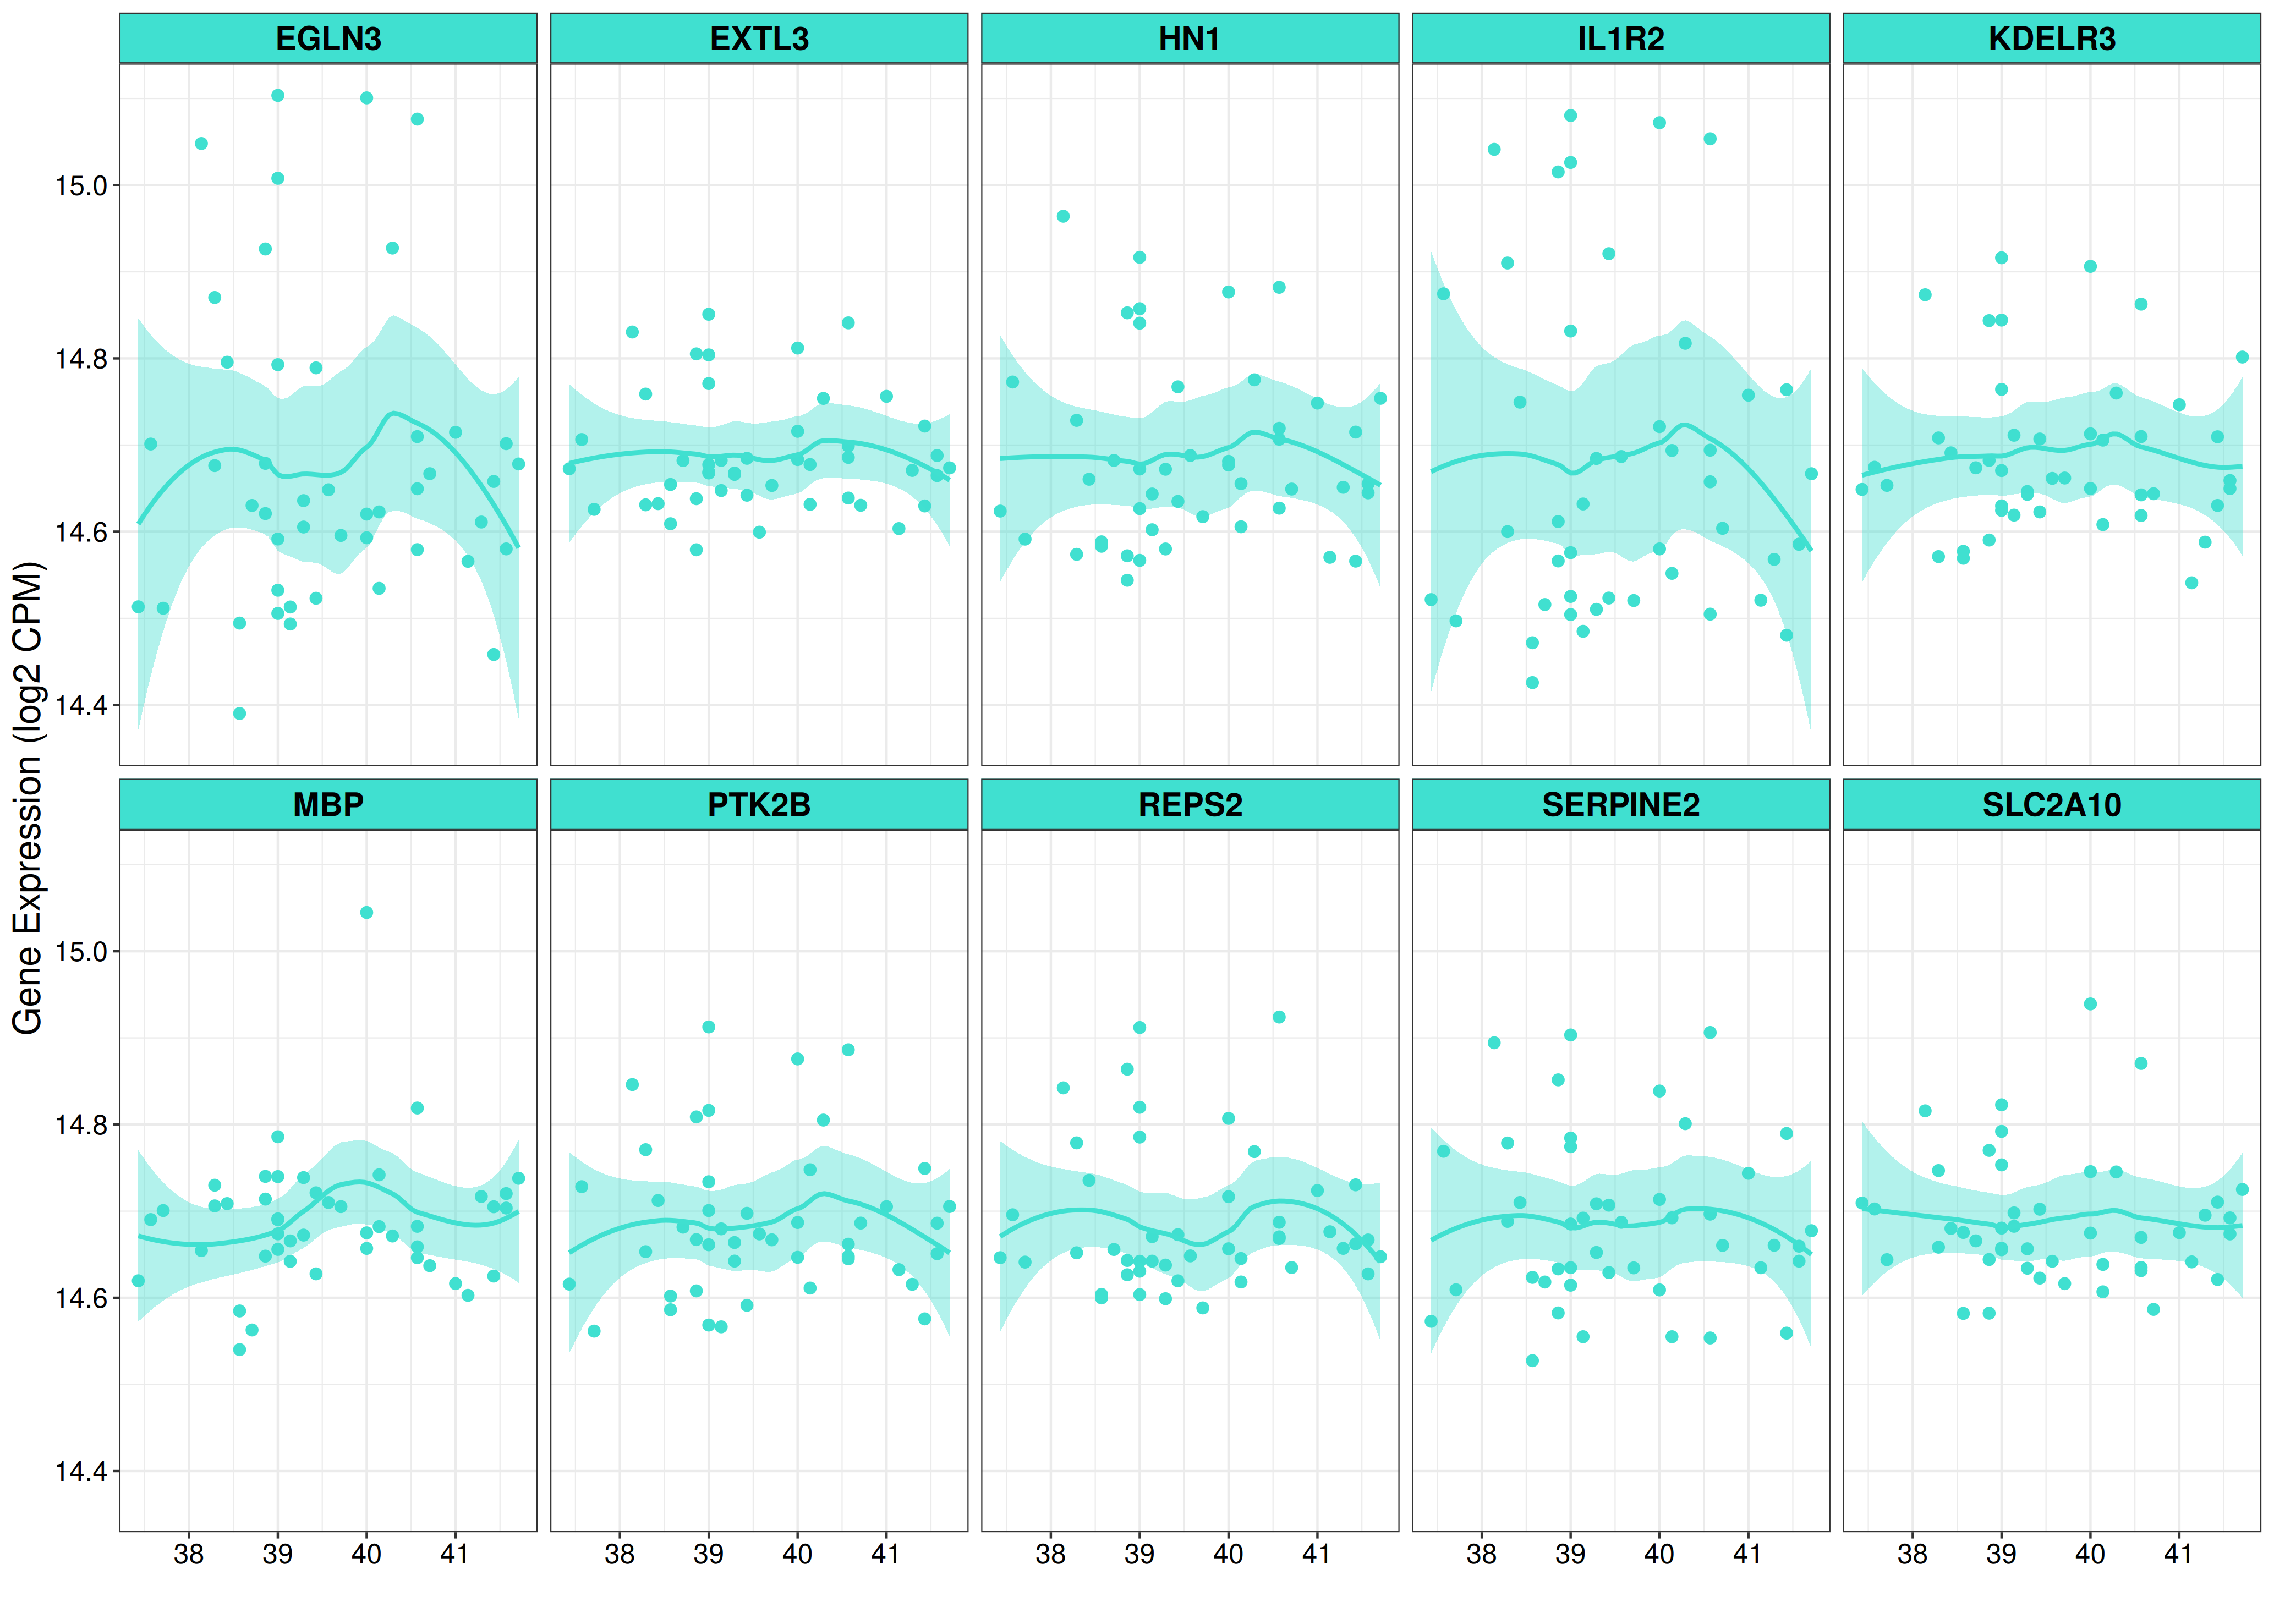 EGLN3 EXTL3 HN1 IL1R2 KDELR3
15.0
14.8
14.6
14.4
Gene Expression (log2 CPM)
MBP PTK2B REPS2 SERPINE2 SLC2A10
15.0
14.8
14.6
14.4
38 39 40 41 38 39 40 41 38 39 40 41 38 39 40 41 38 39 40 41